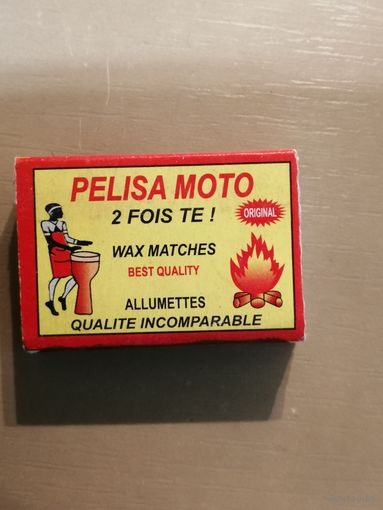 PELISA MOTO
2 FOIS TE !
ORIGINAL
WAX MATCHES
BEST QUALITY
ALLUMETTES
QUALITE INCOMPARABLE